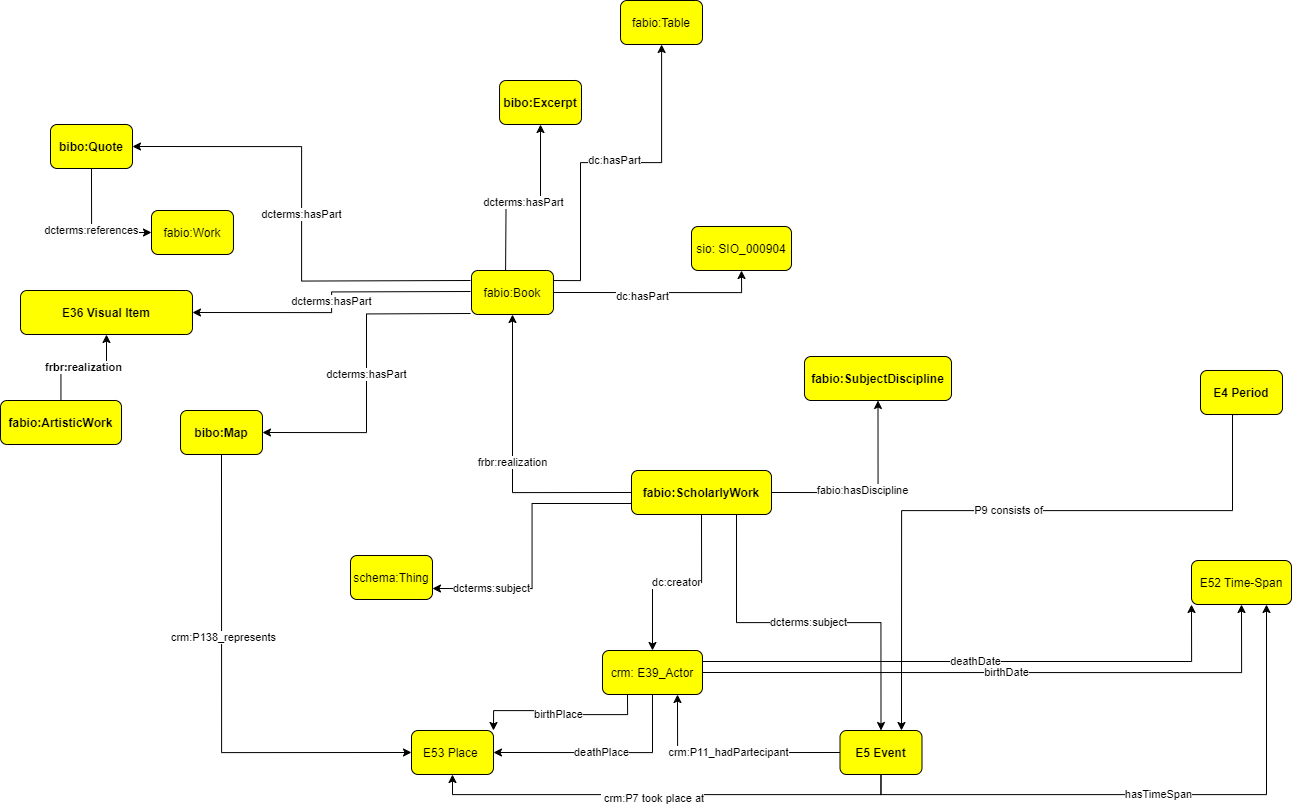 fabio:Table
bibo:Excerpt
bibo:Quote
dc:hasPart
dcterms:hasPart
dcterms:hasPart
dcterms:references
fabio:Work
sio: SIO_000904
fabio:Book
dc:hasPart
dcterms:hasPart
E36 Visual Item
frbr:realization
dcterms:hasPart
fabio:SubjectDiscipline
E4 Period
fabio:ArtisticWork
bibo:Map
frbr:realization
fabio:ScholarlyWork
fabio:hasDiscipline
P9 consists of
schema:Thing
dcterms:subject
dc:creator
E52 Time-Span
dcterms:subject
crm:P138_represents
deathDate
birthDate
crm: E39_Actor
birthPlace
E53 Place
deathPlace
crm:P11_hadPartecipant
E5 Event
crm:P7 took place at
hasTimeSpan